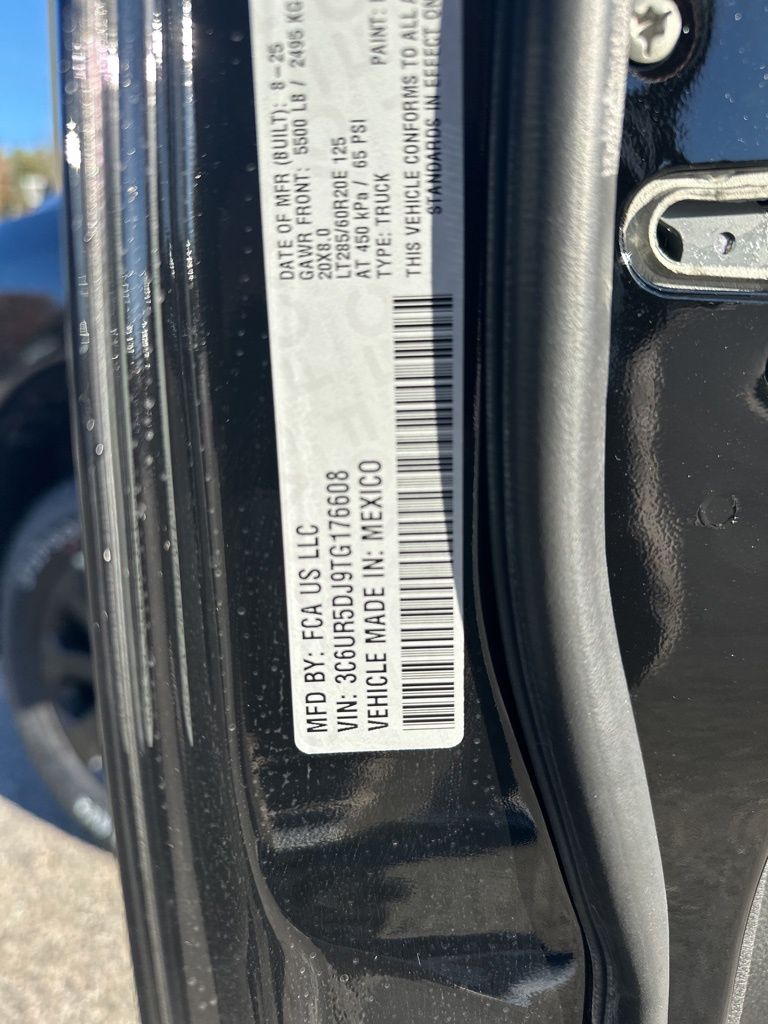 MFD BY: FCA US LLC
VIN: 3C6UR5DJ9TG176608
VEHICLE MADE IN: MEXICO
DATE OF MFR (BUILT): 8-25
GAWR FRONT: 5500 LB / 2495 KG
20X8.0
LT285/60R20E 125
AT 450 kPa / 65 PSI
TYPE: TRUCK
PAINT:
THIS VEHICLE CONFORMS TO ALL
STANDARDS IN EFFECT ON